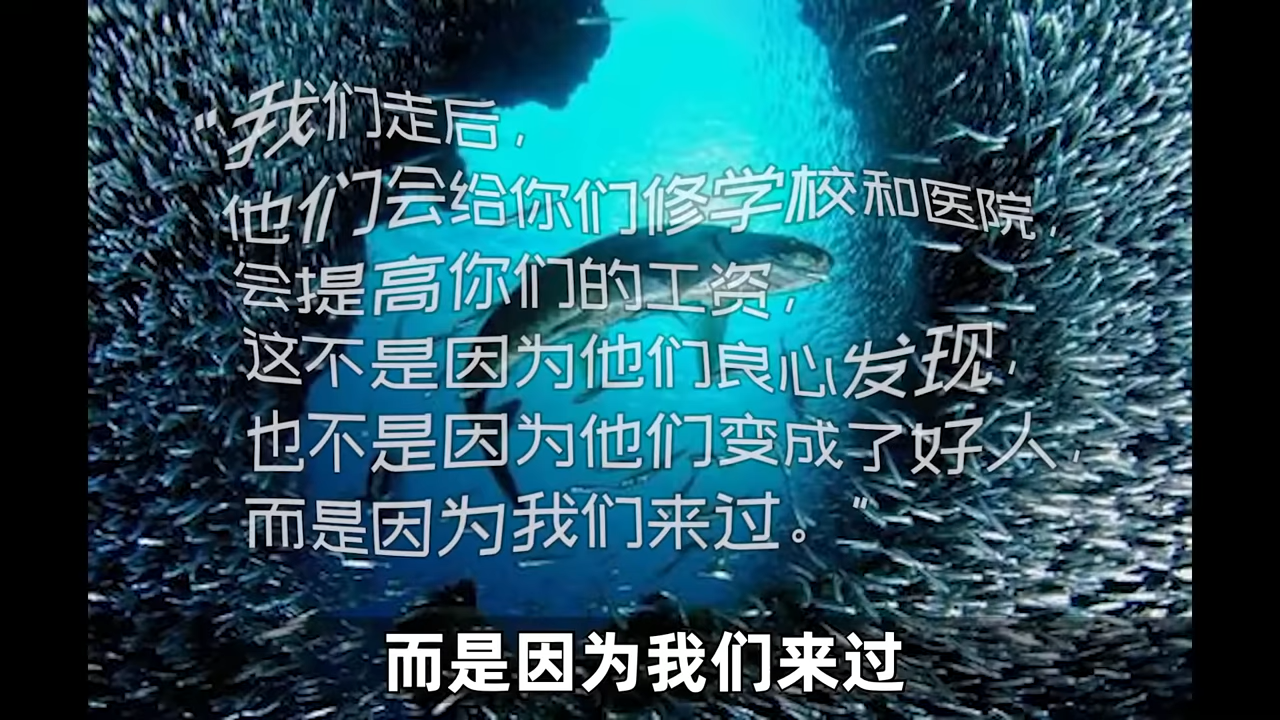 “我们走后，
他们会给你们修学校和医院，
会提高你们的工资，
这不是因为他们良心发现，
也不是因为他们变成了好人，
而是因为我们来过。”
而是因为我们来过